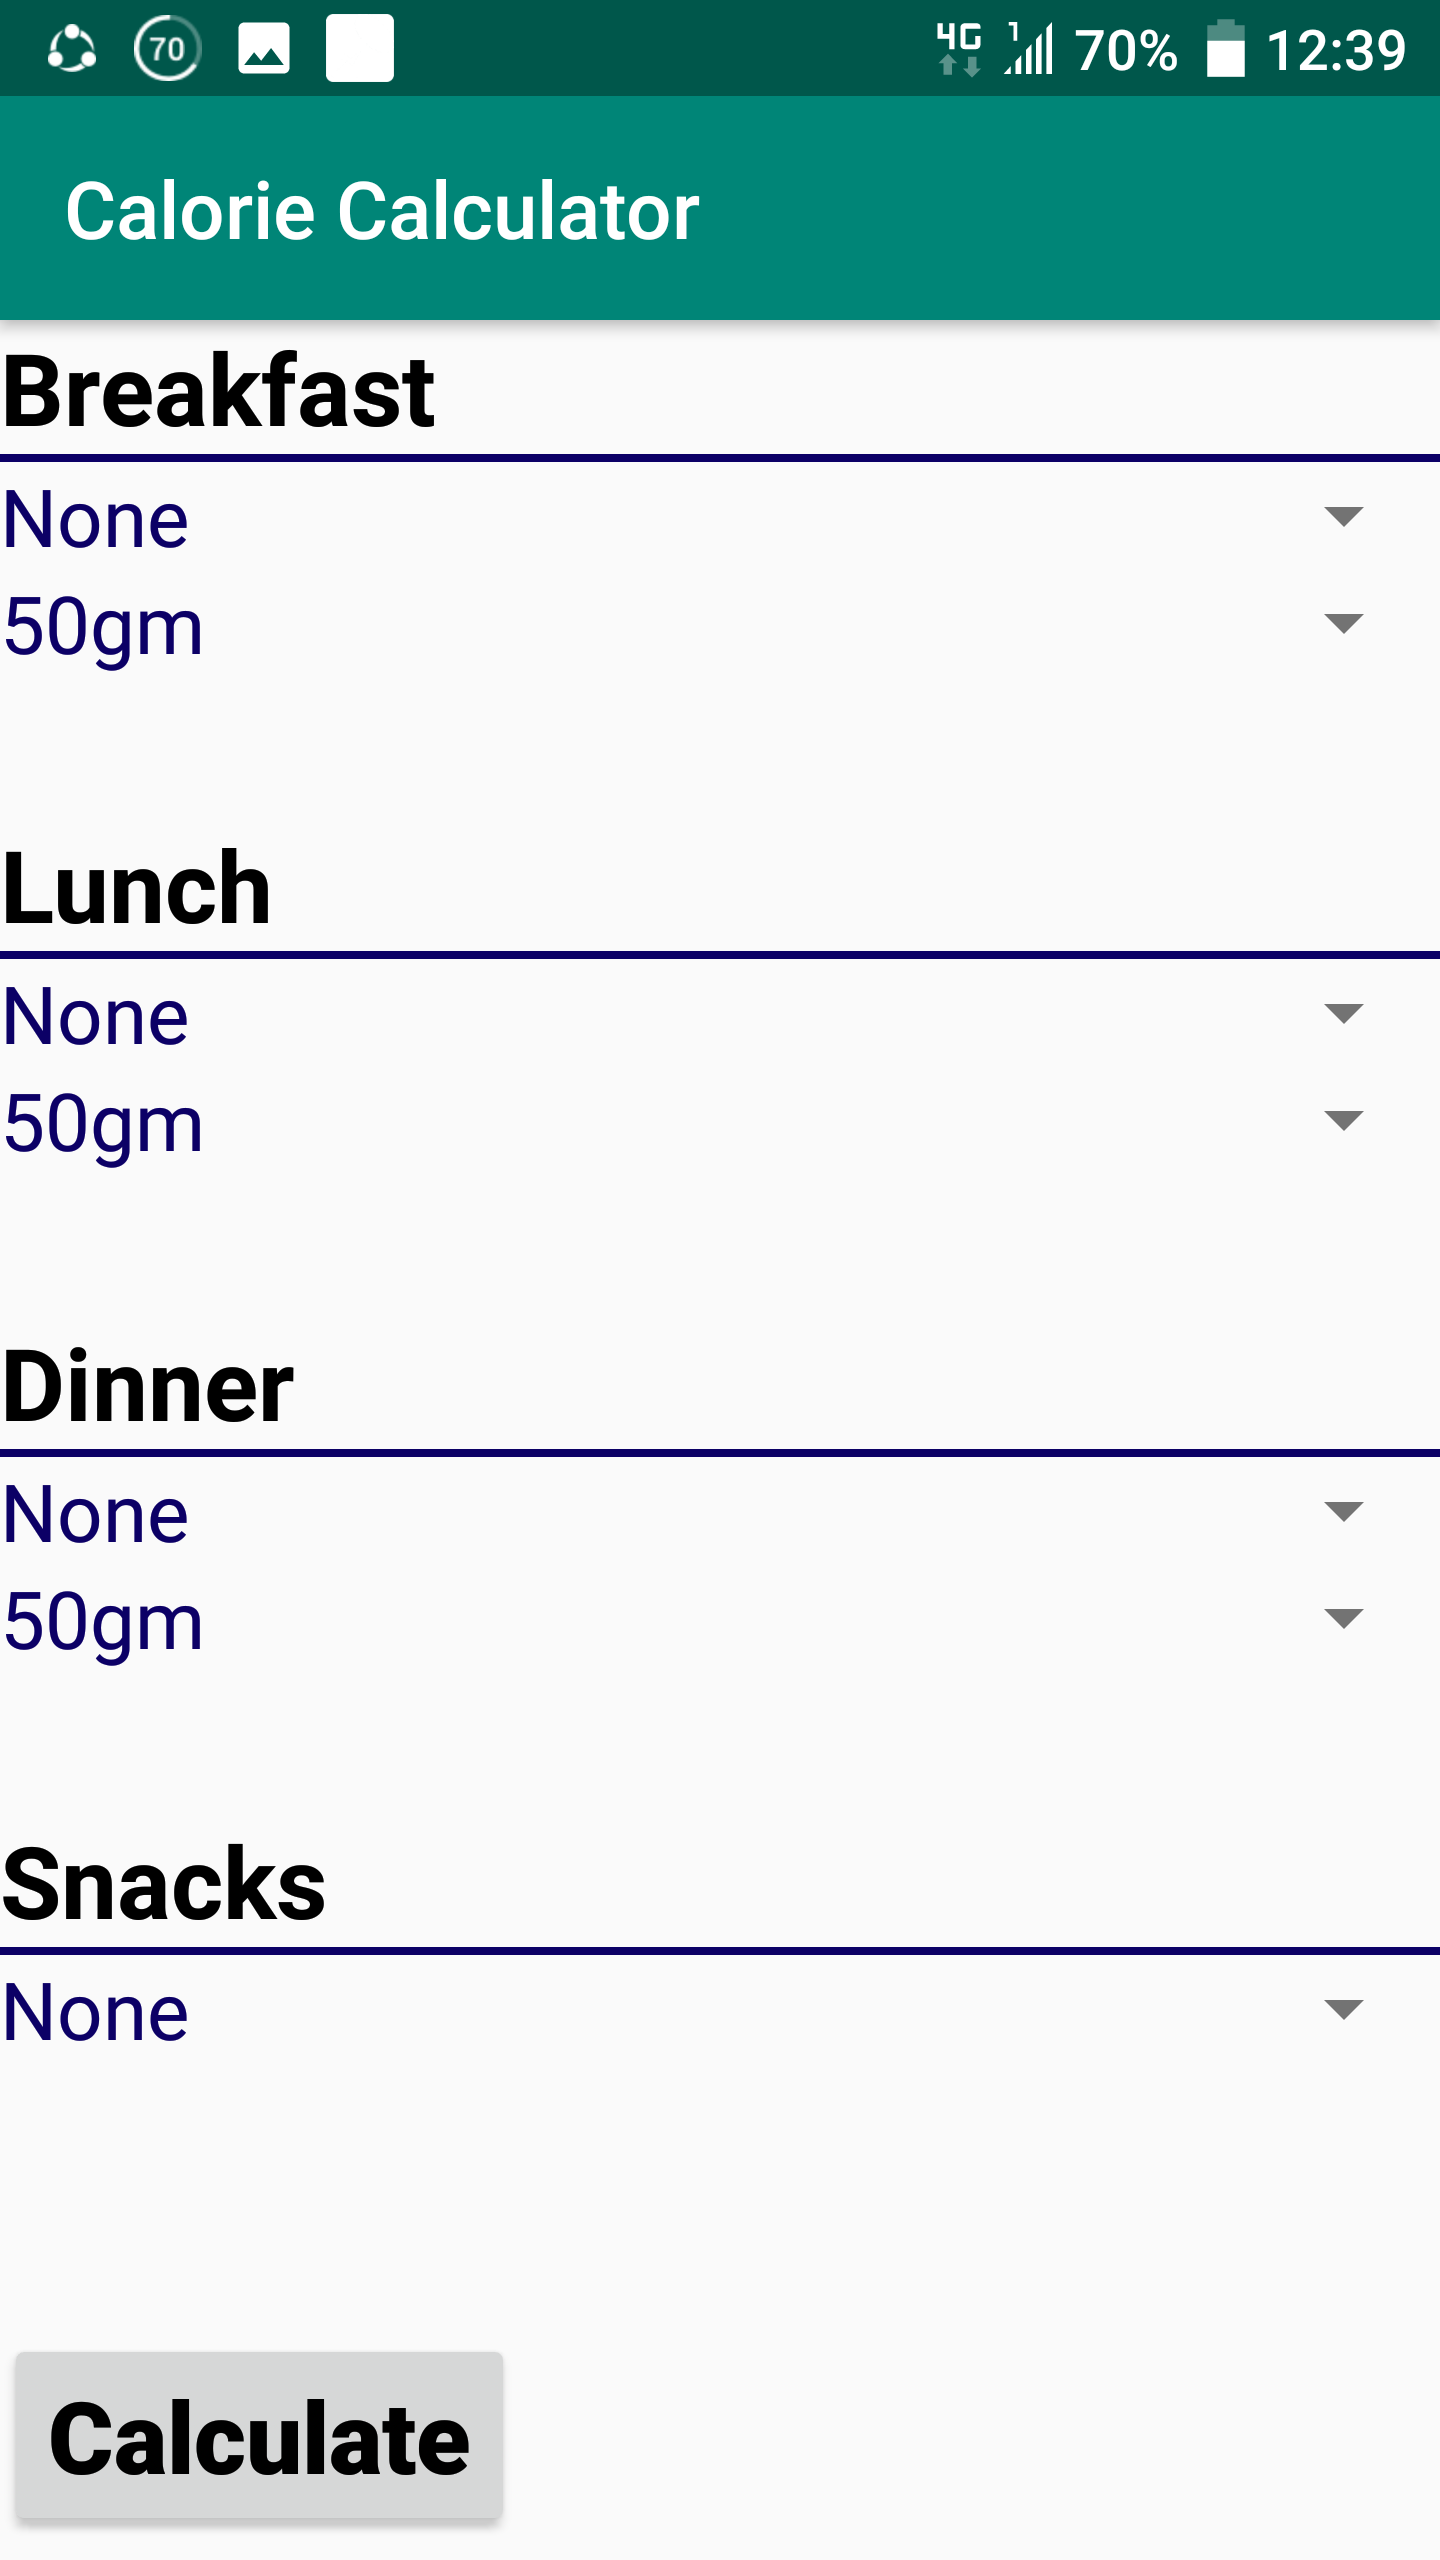 70 4G 1 70% 12:39
Calorie Calculator
Breakfast
None
50gm
Lunch
None
50gm
Dinner
None
50gm
Snacks
None
Calculate